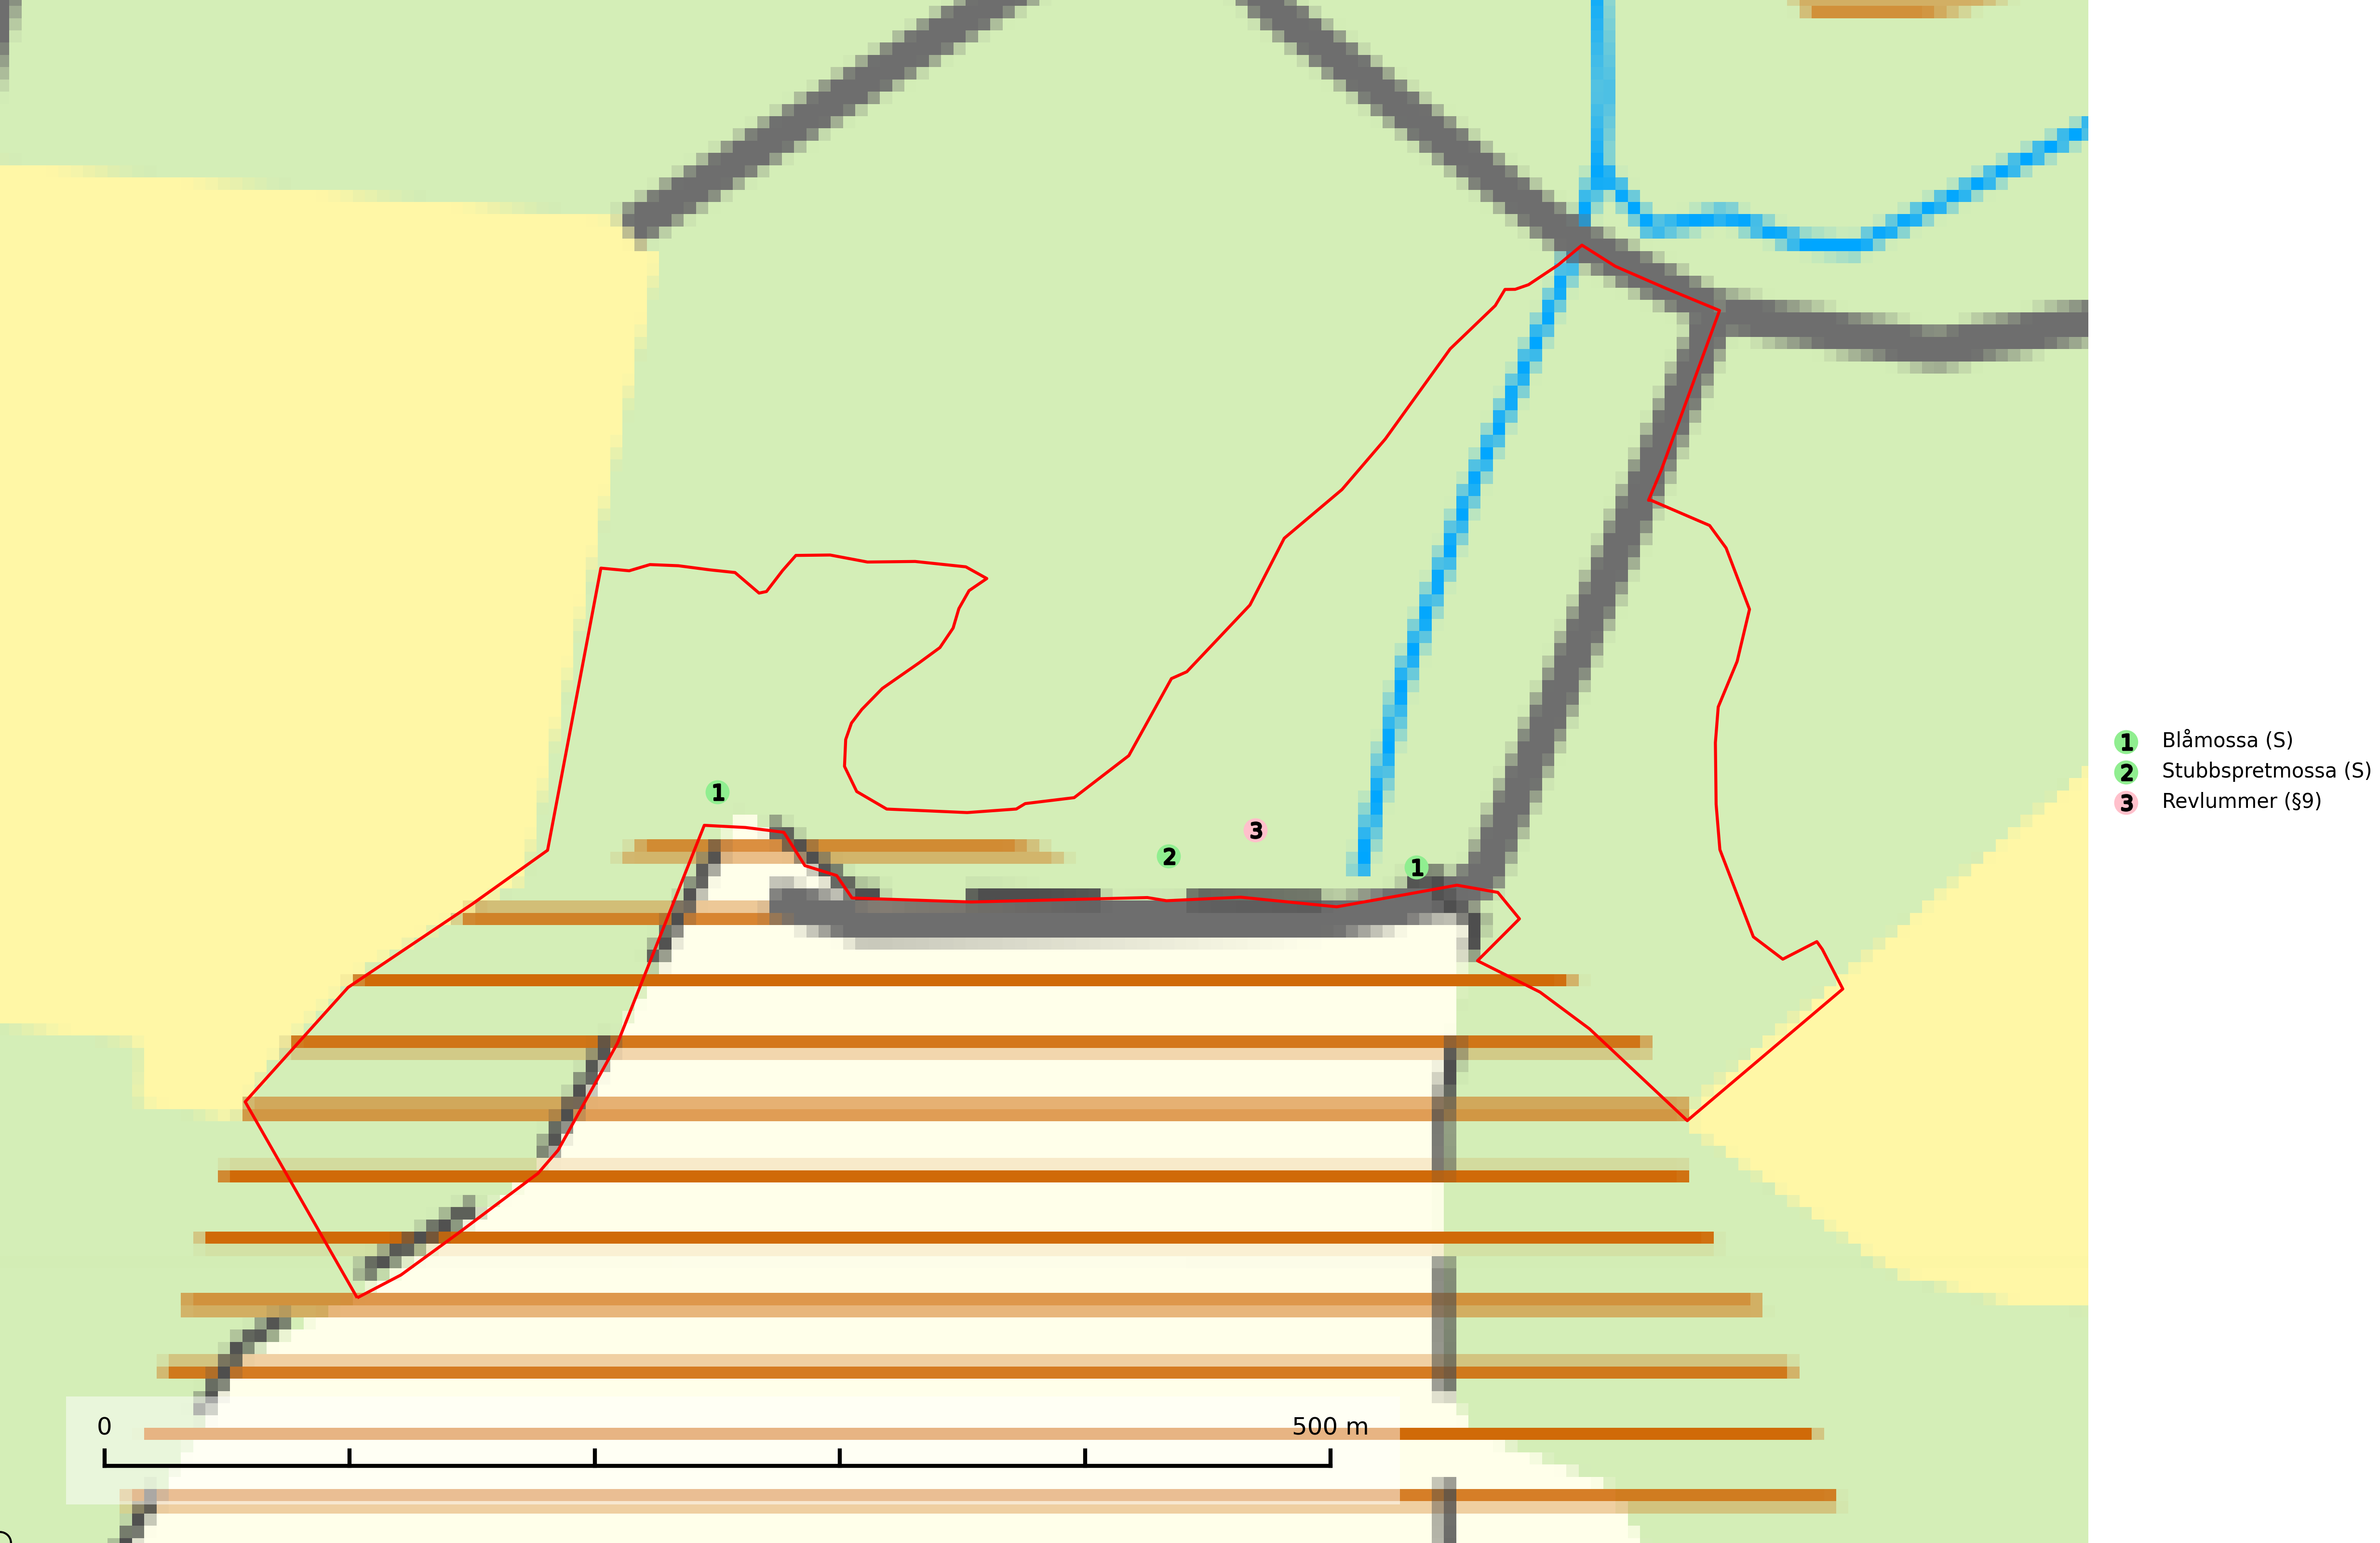 1
3
2
1
1 Blåmossa (S)
2 Stubbspretmossa (S)
3 Revlummer (§9)
0 500 m